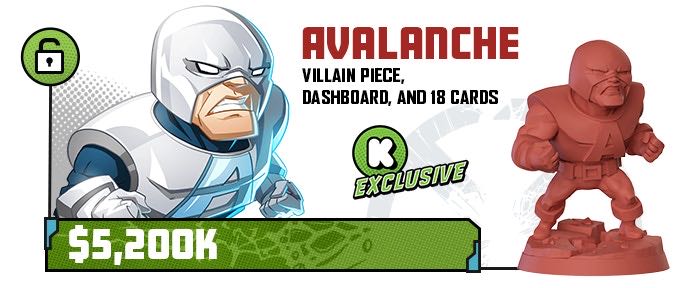 AVALANCHE
VILLAIN PIECE,
DASHBOARD, AND 18 CARDS
K
EXCLUSIVE
A
A
$5,200K